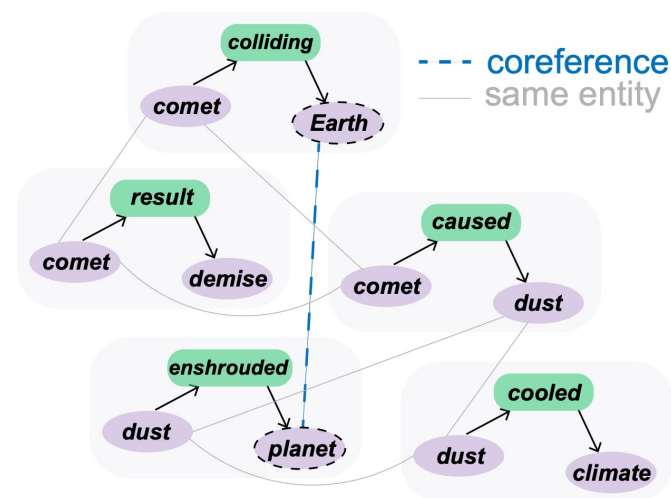 colliding
comet
Earth
coreference
same entity
result
comet
demise
caused
comet
dust
enshrouded
dust
planet
cooled
dust
climate